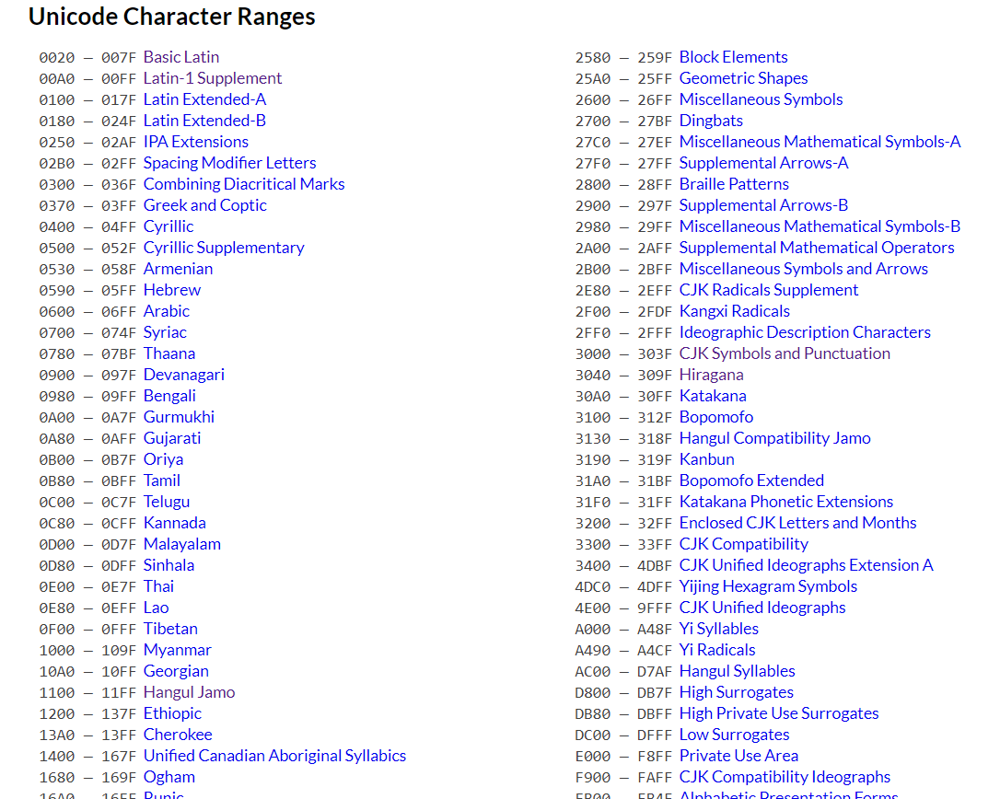 Unicode Character Ranges
0020 — 007F Basic Latin
00A0 — 00FF Latin-1 Supplement
0100 — 017F Latin Extended-A
0180 — 024F Latin Extended-B
0250 — 02AF IPA Extensions
02B0 — 02FF Spacing Modifier Letters
0300 — 036F Combining Diacritical Marks
0370 — 03FF Greek and Coptic
0400 — 04FF Cyrillic
0500 — 052F Cyrillic Supplementary
0530 — 058F Armenian
0590 — 05FF Hebrew
0600 — 06FF Arabic
0700 — 074F Syriac
0780 — 07BF Thaana
0900 — 097F Devanagari
0980 — 09FF Bengali
0A00 — 0A7F Gurmukhi
0A80 — 0AFF Gujarati
0B00 — 0B7F Oriya
0B80 — 0BFF Tamil
0C00 — 0C7F Telugu
0C80 — 0CFF Kannada
0D00 — 0D7F Malayalam
0D80 — 0DFF Sinhala
0E00 — 0E7F Thai
0E80 — 0EFF Lao
0F00 — 0FFF Tibetan
1000 — 109F Myanmar
10A0 — 10FF Georgian
1100 — 11FF Hangul Jamo
1200 — 137F Ethiopic
13A0 — 13FF Cherokee
1400 — 167F Unified Canadian Aboriginal Syllabics
1680 — 169F Ogham
16A0 — 16FF Runic
2580 — 259F Block Elements
25A0 — 25FF Geometric Shapes
2600 — 26FF Miscellaneous Symbols
2700 — 27BF Dingbats
27C0 — 27EF Miscellaneous Mathematical Symbols-A
27F0 — 27FF Supplemental Arrows-A
2800 — 28FF Braille Patterns
2900 — 297F Supplemental Arrows-B
2980 — 29FF Miscellaneous Mathematical Symbols-B
2A00 — 2AFF Supplemental Mathematical Operators
2B00 — 2BFF Miscellaneous Symbols and Arrows
2E80 — 2EFF CJK Radicals Supplement
2F00 — 2FDF Kangxi Radicals
2FF0 — 2FFF Ideographic Description Characters
3000 — 303F CJK Symbols and Punctuation
3040 — 309F Hiragana
30A0 — 30FF Katakana
3100 — 312F Bopomofo
3130 — 318F Hangul Compatibility Jamo
3190 — 319F Kanbun
31A0 — 31BF Bopomofo Extended
31F0 — 31FF Katakana Phonetic Extensions
3200 — 32FF Enclosed CJK Letters and Months
3300 — 33FF CJK Compatibility
3400 — 4DBF CJK Unified Ideographs Extension A
4DC0 — 4DFF Yijing Hexagram Symbols
4E00 — 9FFF CJK Unified Ideographs
A000 — A48F Yi Syllables
A490 — A4CF Yi Radicals
AC00 — D7AF Hangul Syllables
D800 — DB7F High Surrogates
DB80 — DBFF High Private Use Surrogates
DC00 — DFFF Low Surrogates
E000 — F8FF Private Use Area
F900 — FAFF CJK Compatibility Ideographs
FB00 — FB4F Alphabetic Presentation Forms